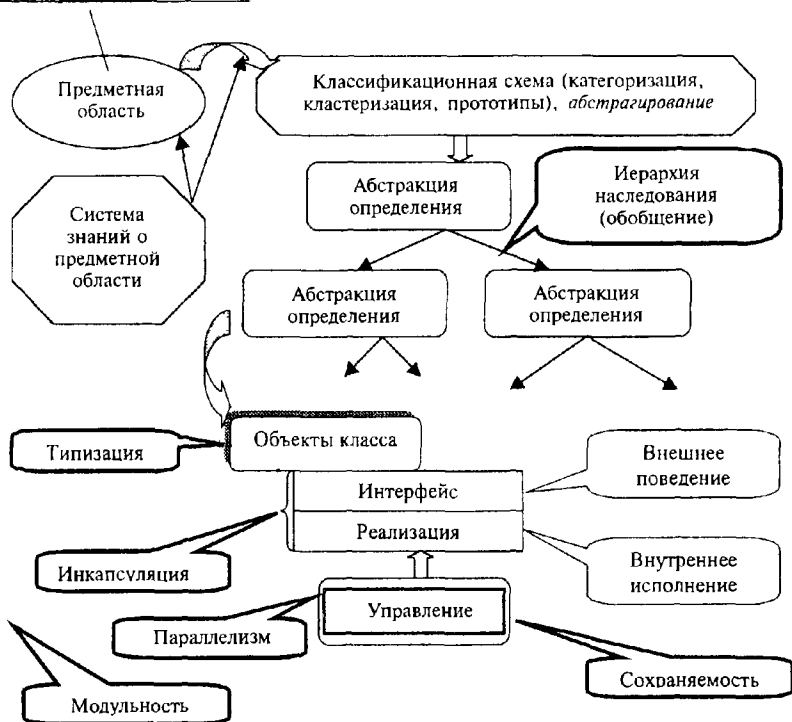 Предметная
область
Классификационная схема (категоризация,
кластеризация, прототипы), абстрагирование
Абстракция
определения
Иерархия
наследования
(обобщение)
Система
знаний о
предметной
области
Абстракция
определения
Абстракция
определения
Объекты класса
Типизация
Внешнее
поведение
Интерфейс
Реализация
Инкапсуляция
Внутреннее
исполнение
Управление
Параллелизм
Сохраняемость
Модульность